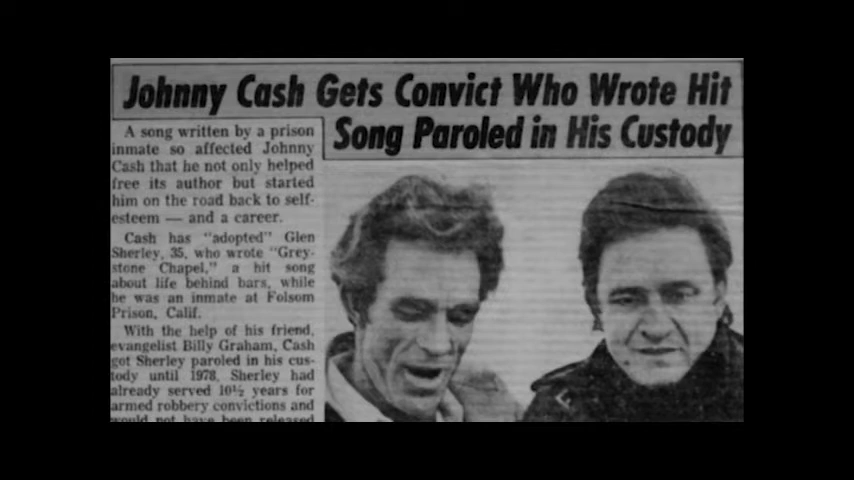 Johnny Cash Gets Convict Who Wrote Hit
Song Paroled in His Custody
A song written by a prison
inmate so affected Johnny
Cash that he not only helped
free its author but started
him on the road back to self-
esteem — and a career.
Cash has "adopted" Glen
Sherley, 35, who wrote "Grey-
stone Chapel," a hit song
about life behind bars, while
he was an inmate at Folsom
Prison, Calif.
With the help of his friend,
evangelist Billy Graham, Cash
got Sherley paroled in his cus-
tody until 1978. Sherley had
already served 10½ years for
armed robbery convictions and
would not have been released